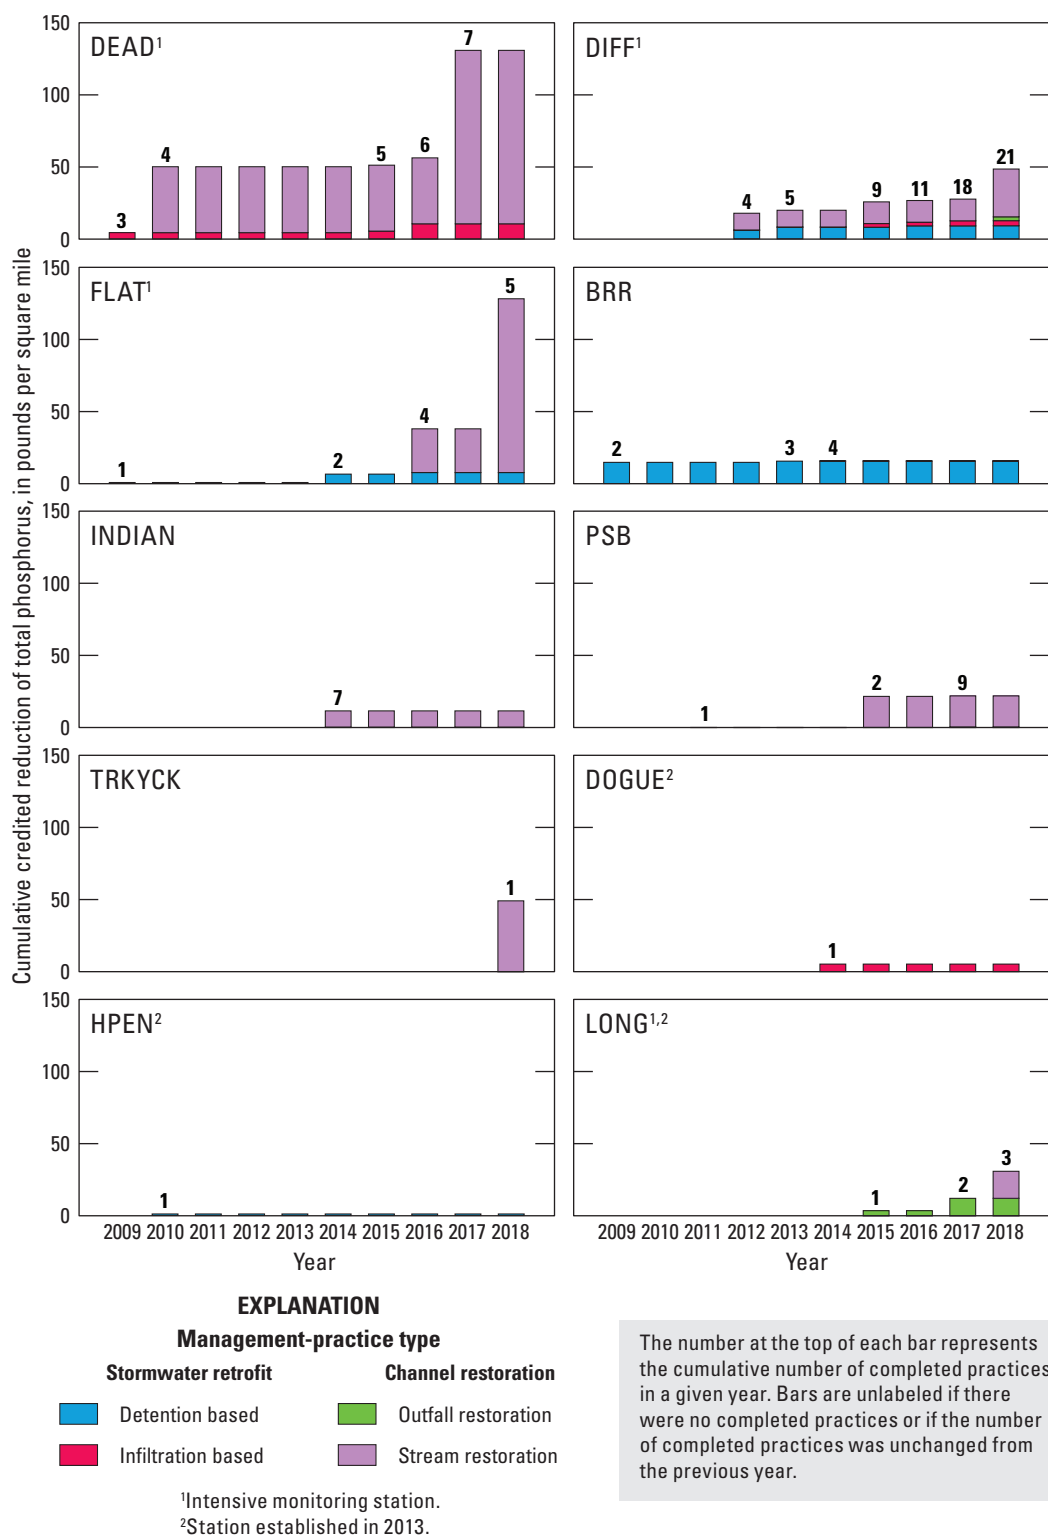 Cumulative credited reduction of total phosphorus, in pounds per square mile
DEAD¹
150
100
50
0
3
4
5
6
7
DIFF¹
4
5
9
11
18
21
FLAT¹
150
100
50
0
1
2
4
5
BRR
2
3
4
INDIAN
150
100
50
0
7
PSB
1
2
9
TRKYCK
150
100
50
0
1
DOGUE²
1
HPEN²
150
100
50
0
1
LONG¹,²
1
2
3
2009 2010 2011 2012 2013 2014 2015 2016 2017 2018
Year
2009 2010 2011 2012 2013 2014 2015 2016 2017 2018
Year
EXPLANATION
Management-practice type
Stormwater retrofit
Detention based
Infiltration based
Channel restoration
Outfall restoration
Stream restoration
¹Intensive monitoring station.
²Station established in 2013.
The number at the top of each bar represents
the cumulative number of completed practices
in a given year. Bars are unlabeled if there
were no completed practices or if the number
of completed practices was unchanged from
the previous year.